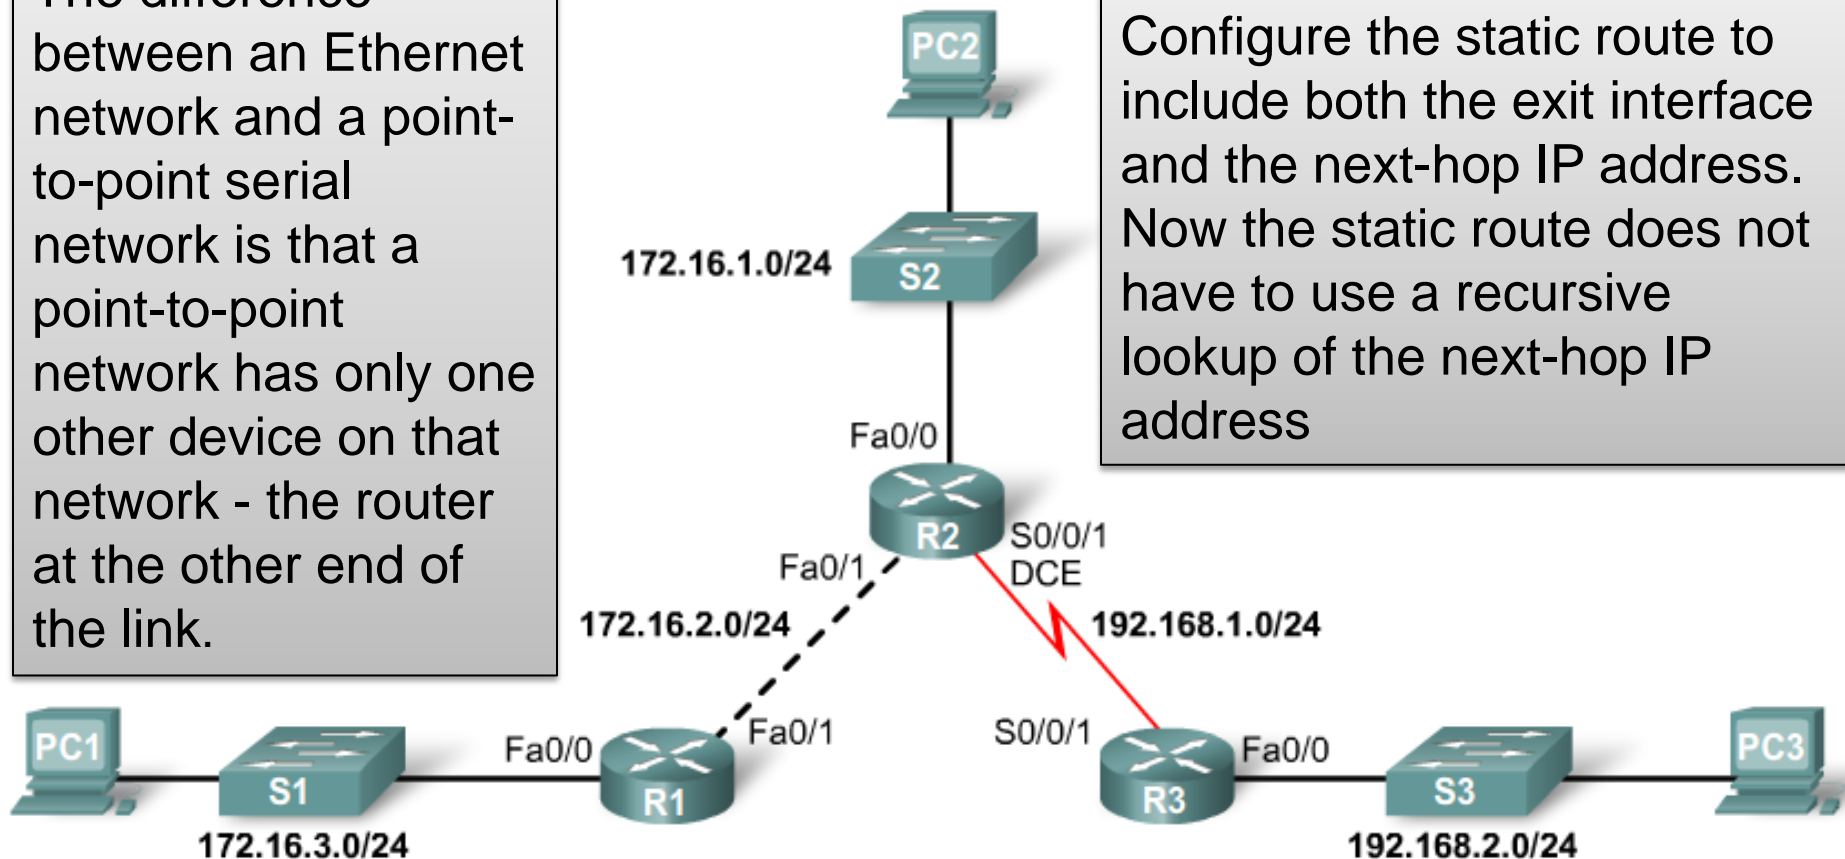 The difference
between an Ethernet
network and a point-
to-point serial
network is that a
point-to-point
network has only one
other device on that
network - the router
at the other end of
the link.
Configure the static route to
include both the exit interface
and the next-hop IP address.
Now the static route does not
have to use a recursive
lookup of the next-hop IP
address
PC2
172.16.1.0/24
S2
Fa0/0
R2
S0/0/1
DCE
Fa0/1
172.16.2.0/24
192.168.1.0/24
PC1
S1
Fa0/0
R1
Fa0/1
S0/0/1
R3
Fa0/0
S3
PC3
172.16.3.0/24
192.168.2.0/24